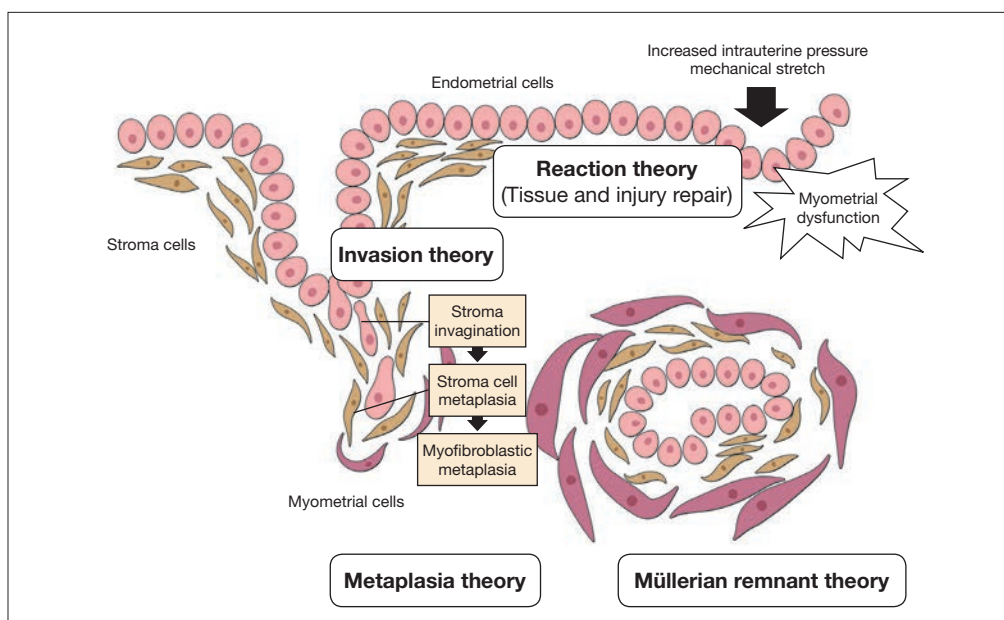 Increased intrauterine pressure
mechanical stretch
Endometrial cells
Reaction theory
(Tissue and injury repair)
Myometrial
dysfunction
Stroma cells
Invasion theory
Stroma
invagination
Stroma cell
metaplasia
Myofibroblastic
metaplasia
Myometrial cells
Metaplasia theory
Müllerian remnant theory